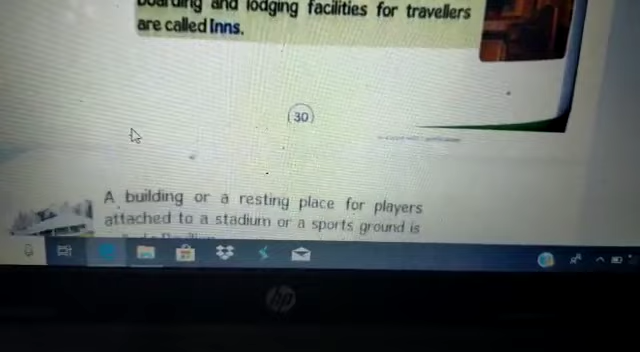 boarding and lodging facilities for travellers
are called Inns.
30
A building or a resting place for players
attached to a stadium or a sports ground is
hp